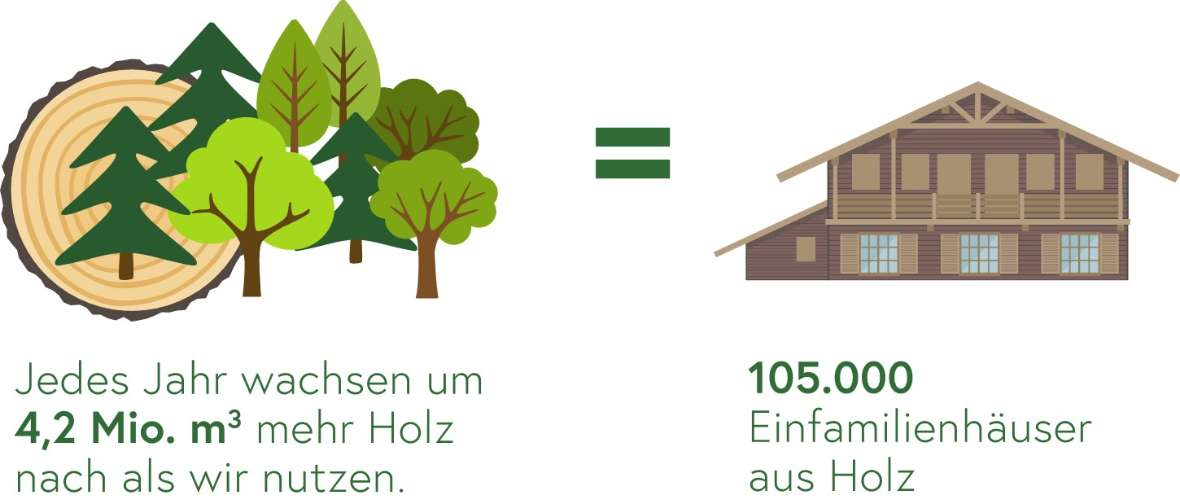 Jedes Jahr wachsen um
4,2 Mio. m³ mehr Holz
nach als wir nutzen.
=
105.000
Einfamilienhäuser
aus Holz